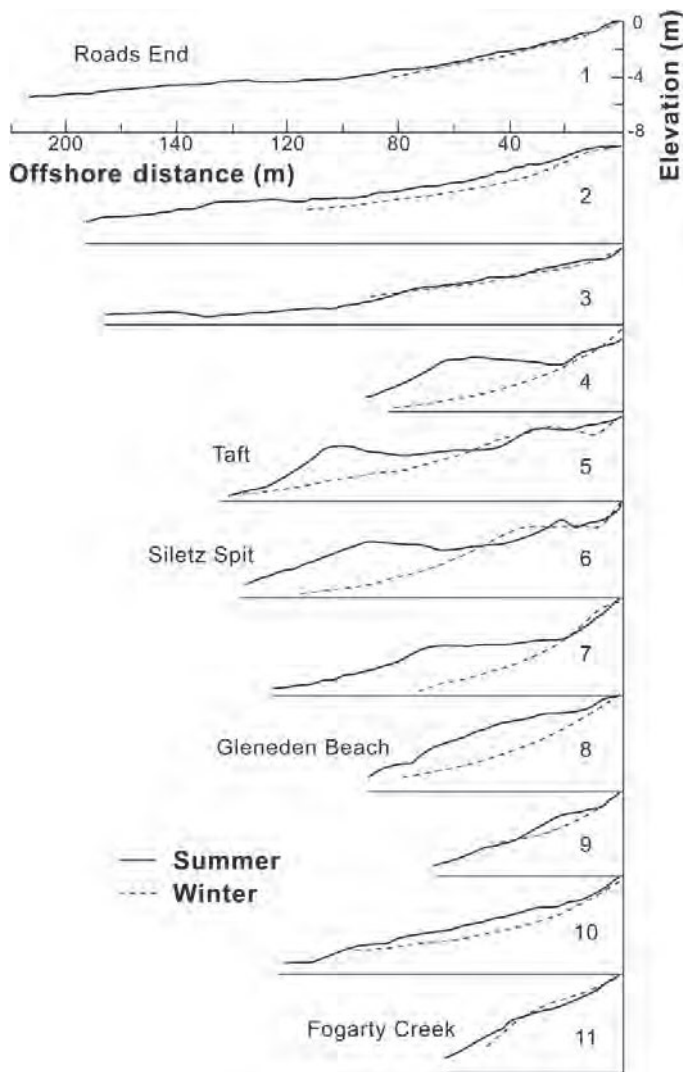 0
Roads End
1
-4
Elevation (m)
-8
200 140 120 80 40
Offshore distance (m)
2
3
4
Taft
5
Siletz Spit
6
7
Gleneden Beach
8
9
Summer
Winter
10
Fogarty Creek
11